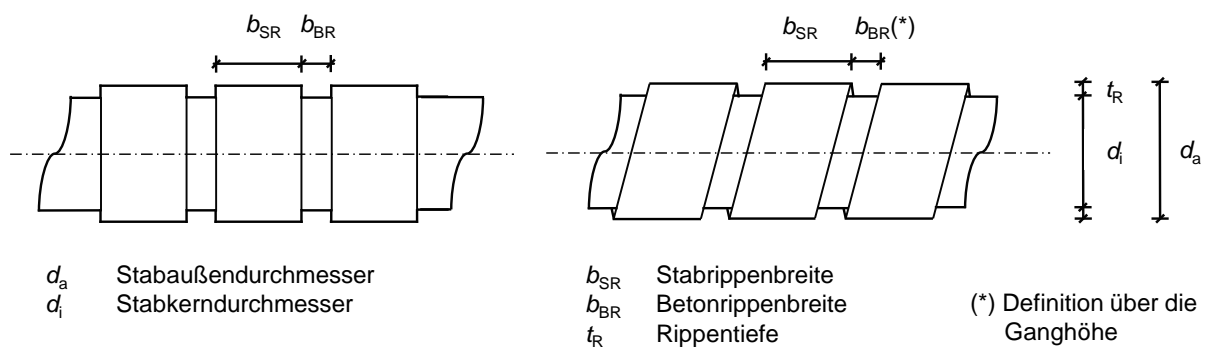 b_SR b_BR
b_SR b_BR(*)
t_R
d_i
d_a
d_a Stabaußendurchmesser
d_i Stabkerndurchmesser
b_SR Stabrippenbreite
b_BR Betonrippenbreite
t_R Rippentiefe
(*) Definition über die
Ganghöhe